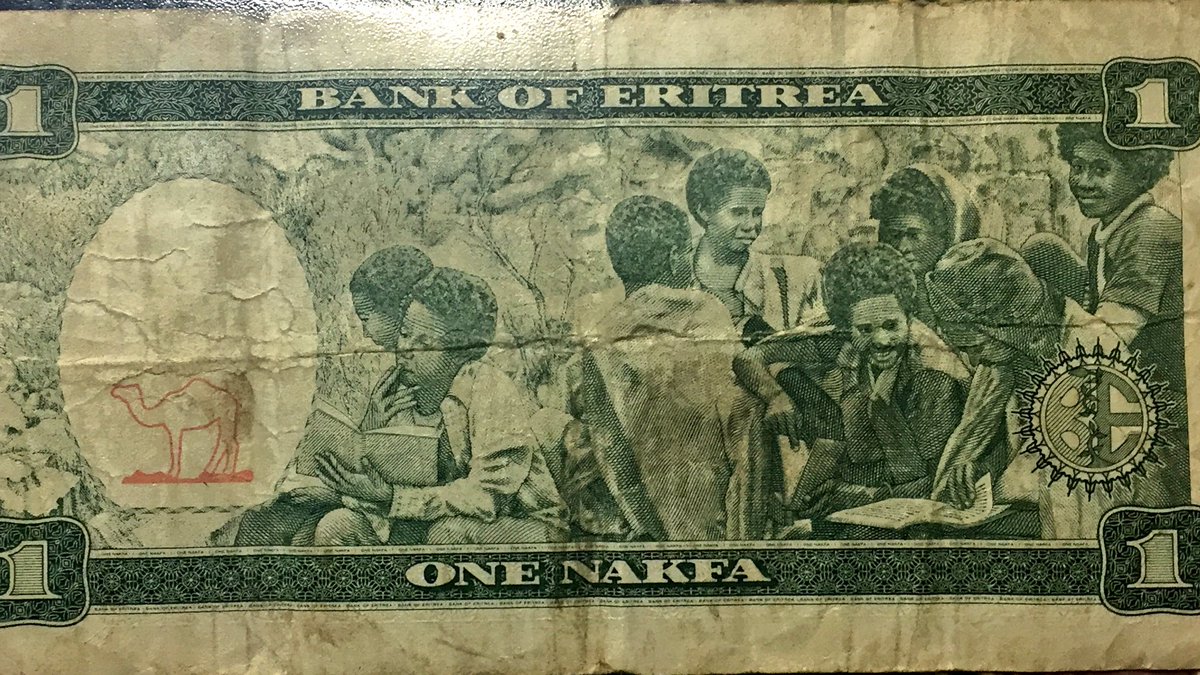 1 BANK OF ERITREA 1
1 ONE NAKFA 1